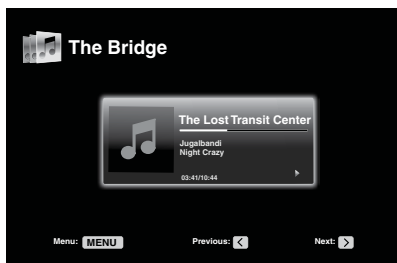 The Bridge
The Lost Transit Center
Jugalbandi
Night Crazy
03:41/10:44
Menu: MENU Previous: < Next: >